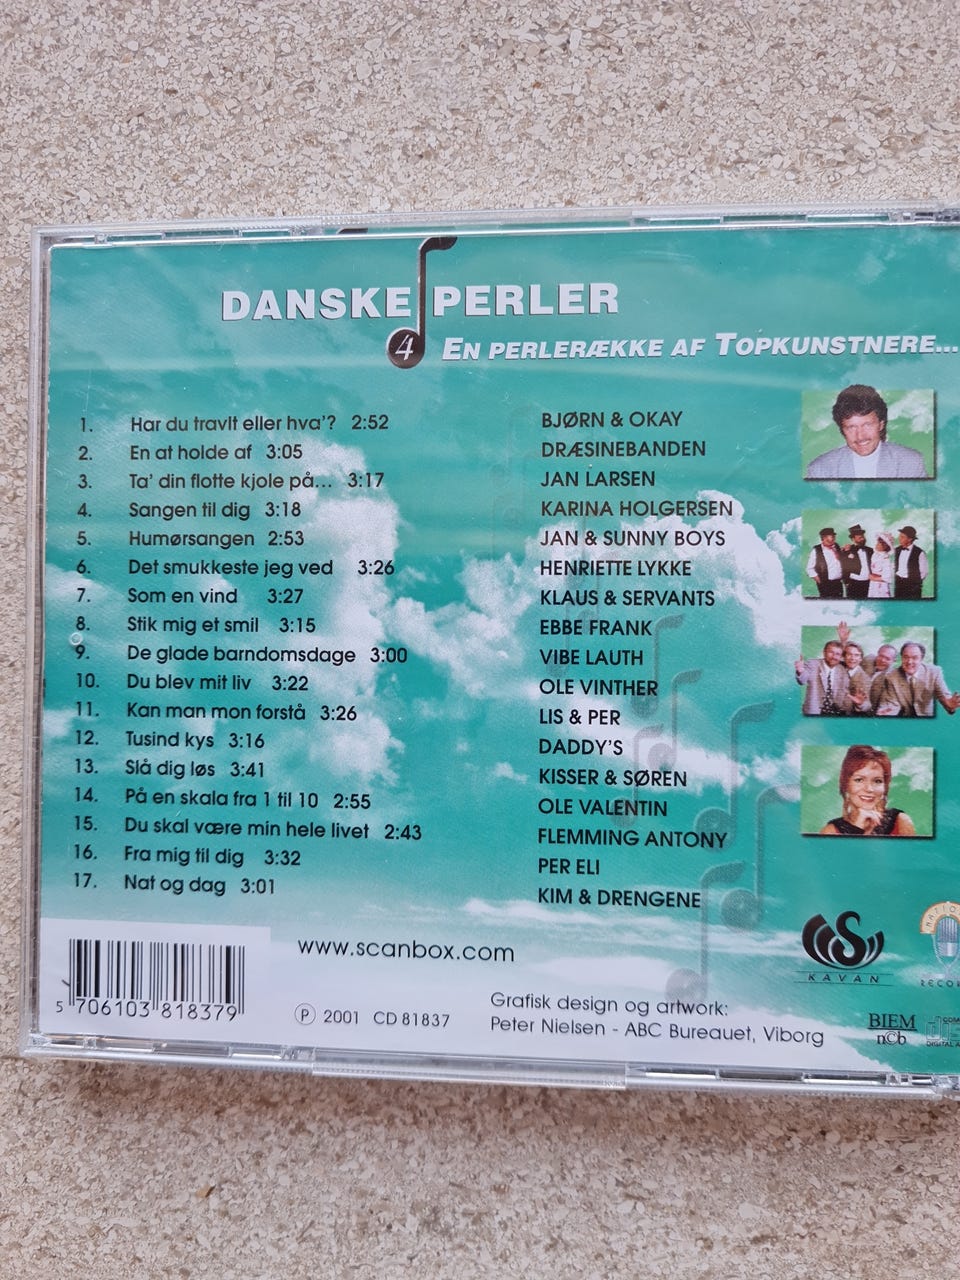 DANSKE PERLER
4
EN PERLERÆKKE AF TOPKUNSTNERE...
1. Har du travlt eller hva'? 2:52 BJØRN & OKAY
2. En at holde af 3:05 DRÆSINEBANDEN
3. Ta' din flotte kjole på... 3:17 JAN LARSEN
4. Sangen til dig 3:18 KARINA HOLGERSEN
5. Humørsangen 2:53 JAN & SUNNY BOYS
6. Det smukkeste jeg ved 3:26 HENRIETTE LYKKE
7. Som en vind 3:27 KLAUS & SERVANTS
8. Stik mig et smil 3:15 EBBE FRANK
9. De glade barndomsdage 3:00 VIBE LAUTH
10. Du blev mit liv 3:22 OLE VINTHER
11. Kan man mon forstå 3:26 LIS & PER
12. Tusind kys 3:16 DADDY'S
13. Slå dig løs 3:41 KISSER & SØREN
14. På en skala fra 1 til 10 2:55 OLE VALENTIN
15. Du skal være min hele livet 2:43 FLEMMING ANTONY
16. Fra mig til dig 3:32 PER ELI
17. Nat og dag 3:01 KIM & DRENGENE
www.scanbox.com
5 706103 818379
Ⓟ 2001 CD 81837
Grafisk design og artwork:
Peter Nielsen - ABC Bureauet, Viborg
S
KAVAN
BIEM
n©b
DIGITAL